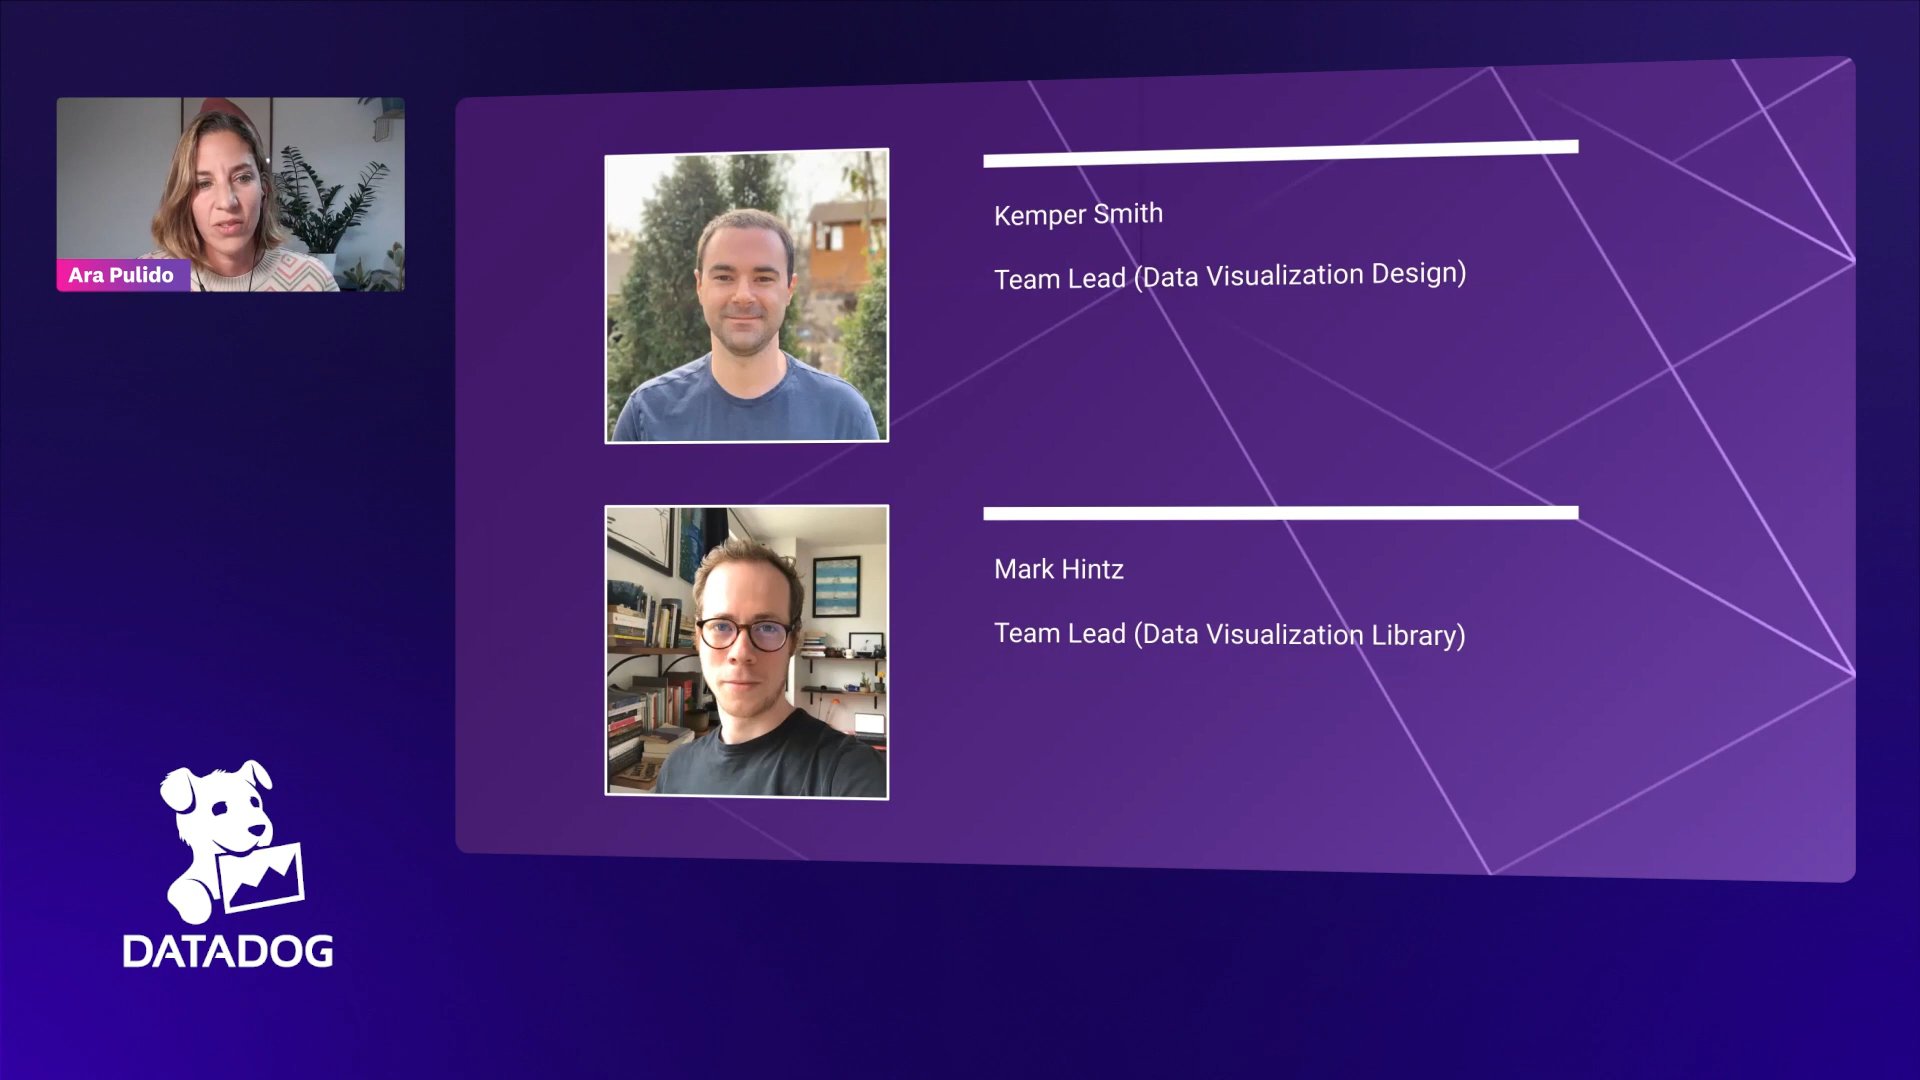 Ara Pulido
Kemper Smith
Team Lead (Data Visualization Design)
Mark Hintz
Team Lead (Data Visualization Library)
DATADOG